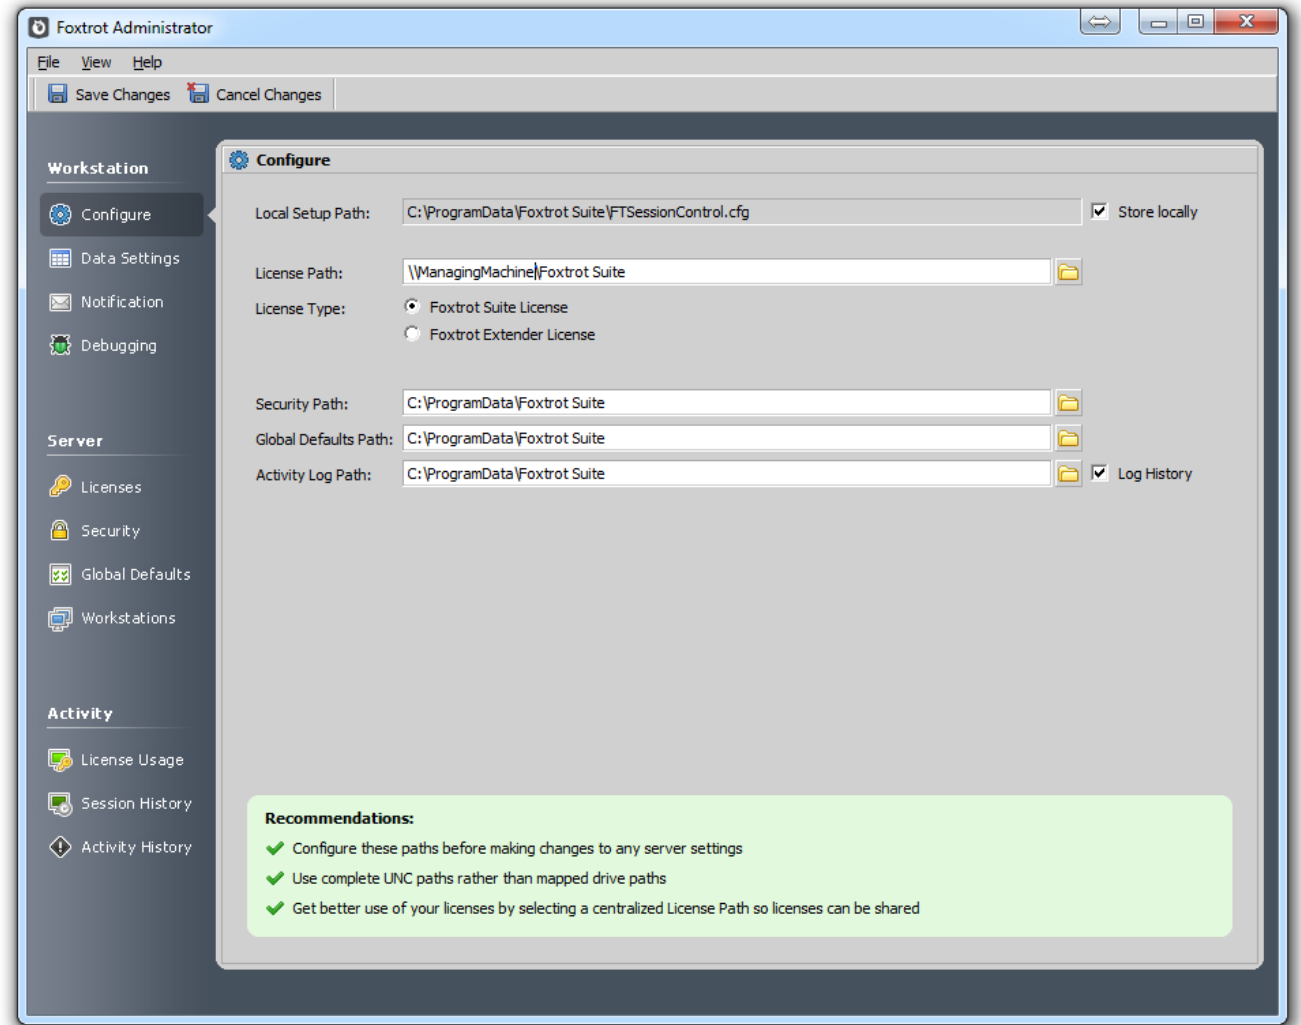 Foxtrot Administrator
File View Help
Save Changes Cancel Changes
Workstation
Configure
Data Settings
Notification
Debugging
Server
Licenses
Security
Global Defaults
Workstations
Activity
License Usage
Session History
Activity History
Configure
Local Setup Path: C:\ProgramData\Foxtrot Suite\FTSessionControl.cfg Store locally
License Path: \\ManagingMachine\Foxtrot Suite
License Type: Foxtrot Suite License
Foxtrot Extender License
Security Path: C:\ProgramData\Foxtrot Suite
Global Defaults Path: C:\ProgramData\Foxtrot Suite
Activity Log Path: C:\ProgramData\Foxtrot Suite Log History
Recommendations:
Configure these paths before making changes to any server settings
Use complete UNC paths rather than mapped drive paths
Get better use of your licenses by selecting a centralized License Path so licenses can be shared